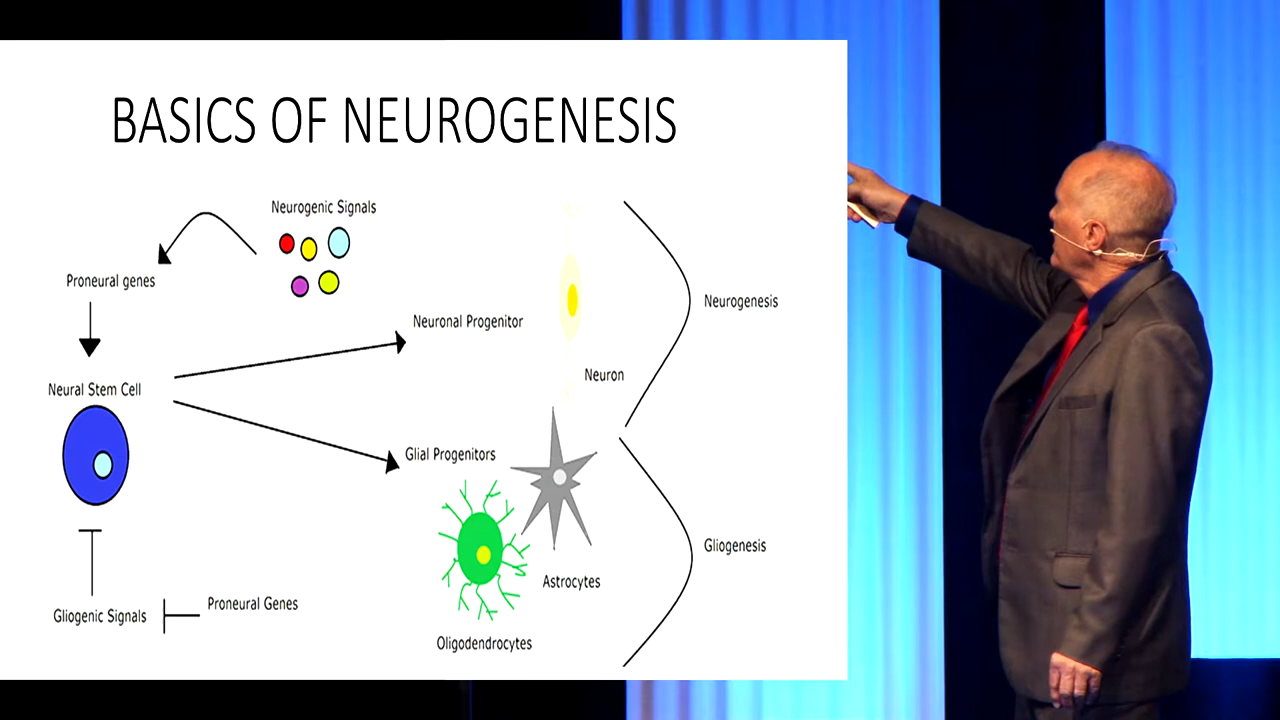 BASICS OF NEUROGENESIS
Neurogenic Signals
Proneural genes
Neuronal Progenitor
Neurogenesis
Neuron
Neural Stem Cell
Glial Progenitors
Gliogenesis
Astrocytes
Proneural Genes
Gliogenic Signals
Oligodendrocytes